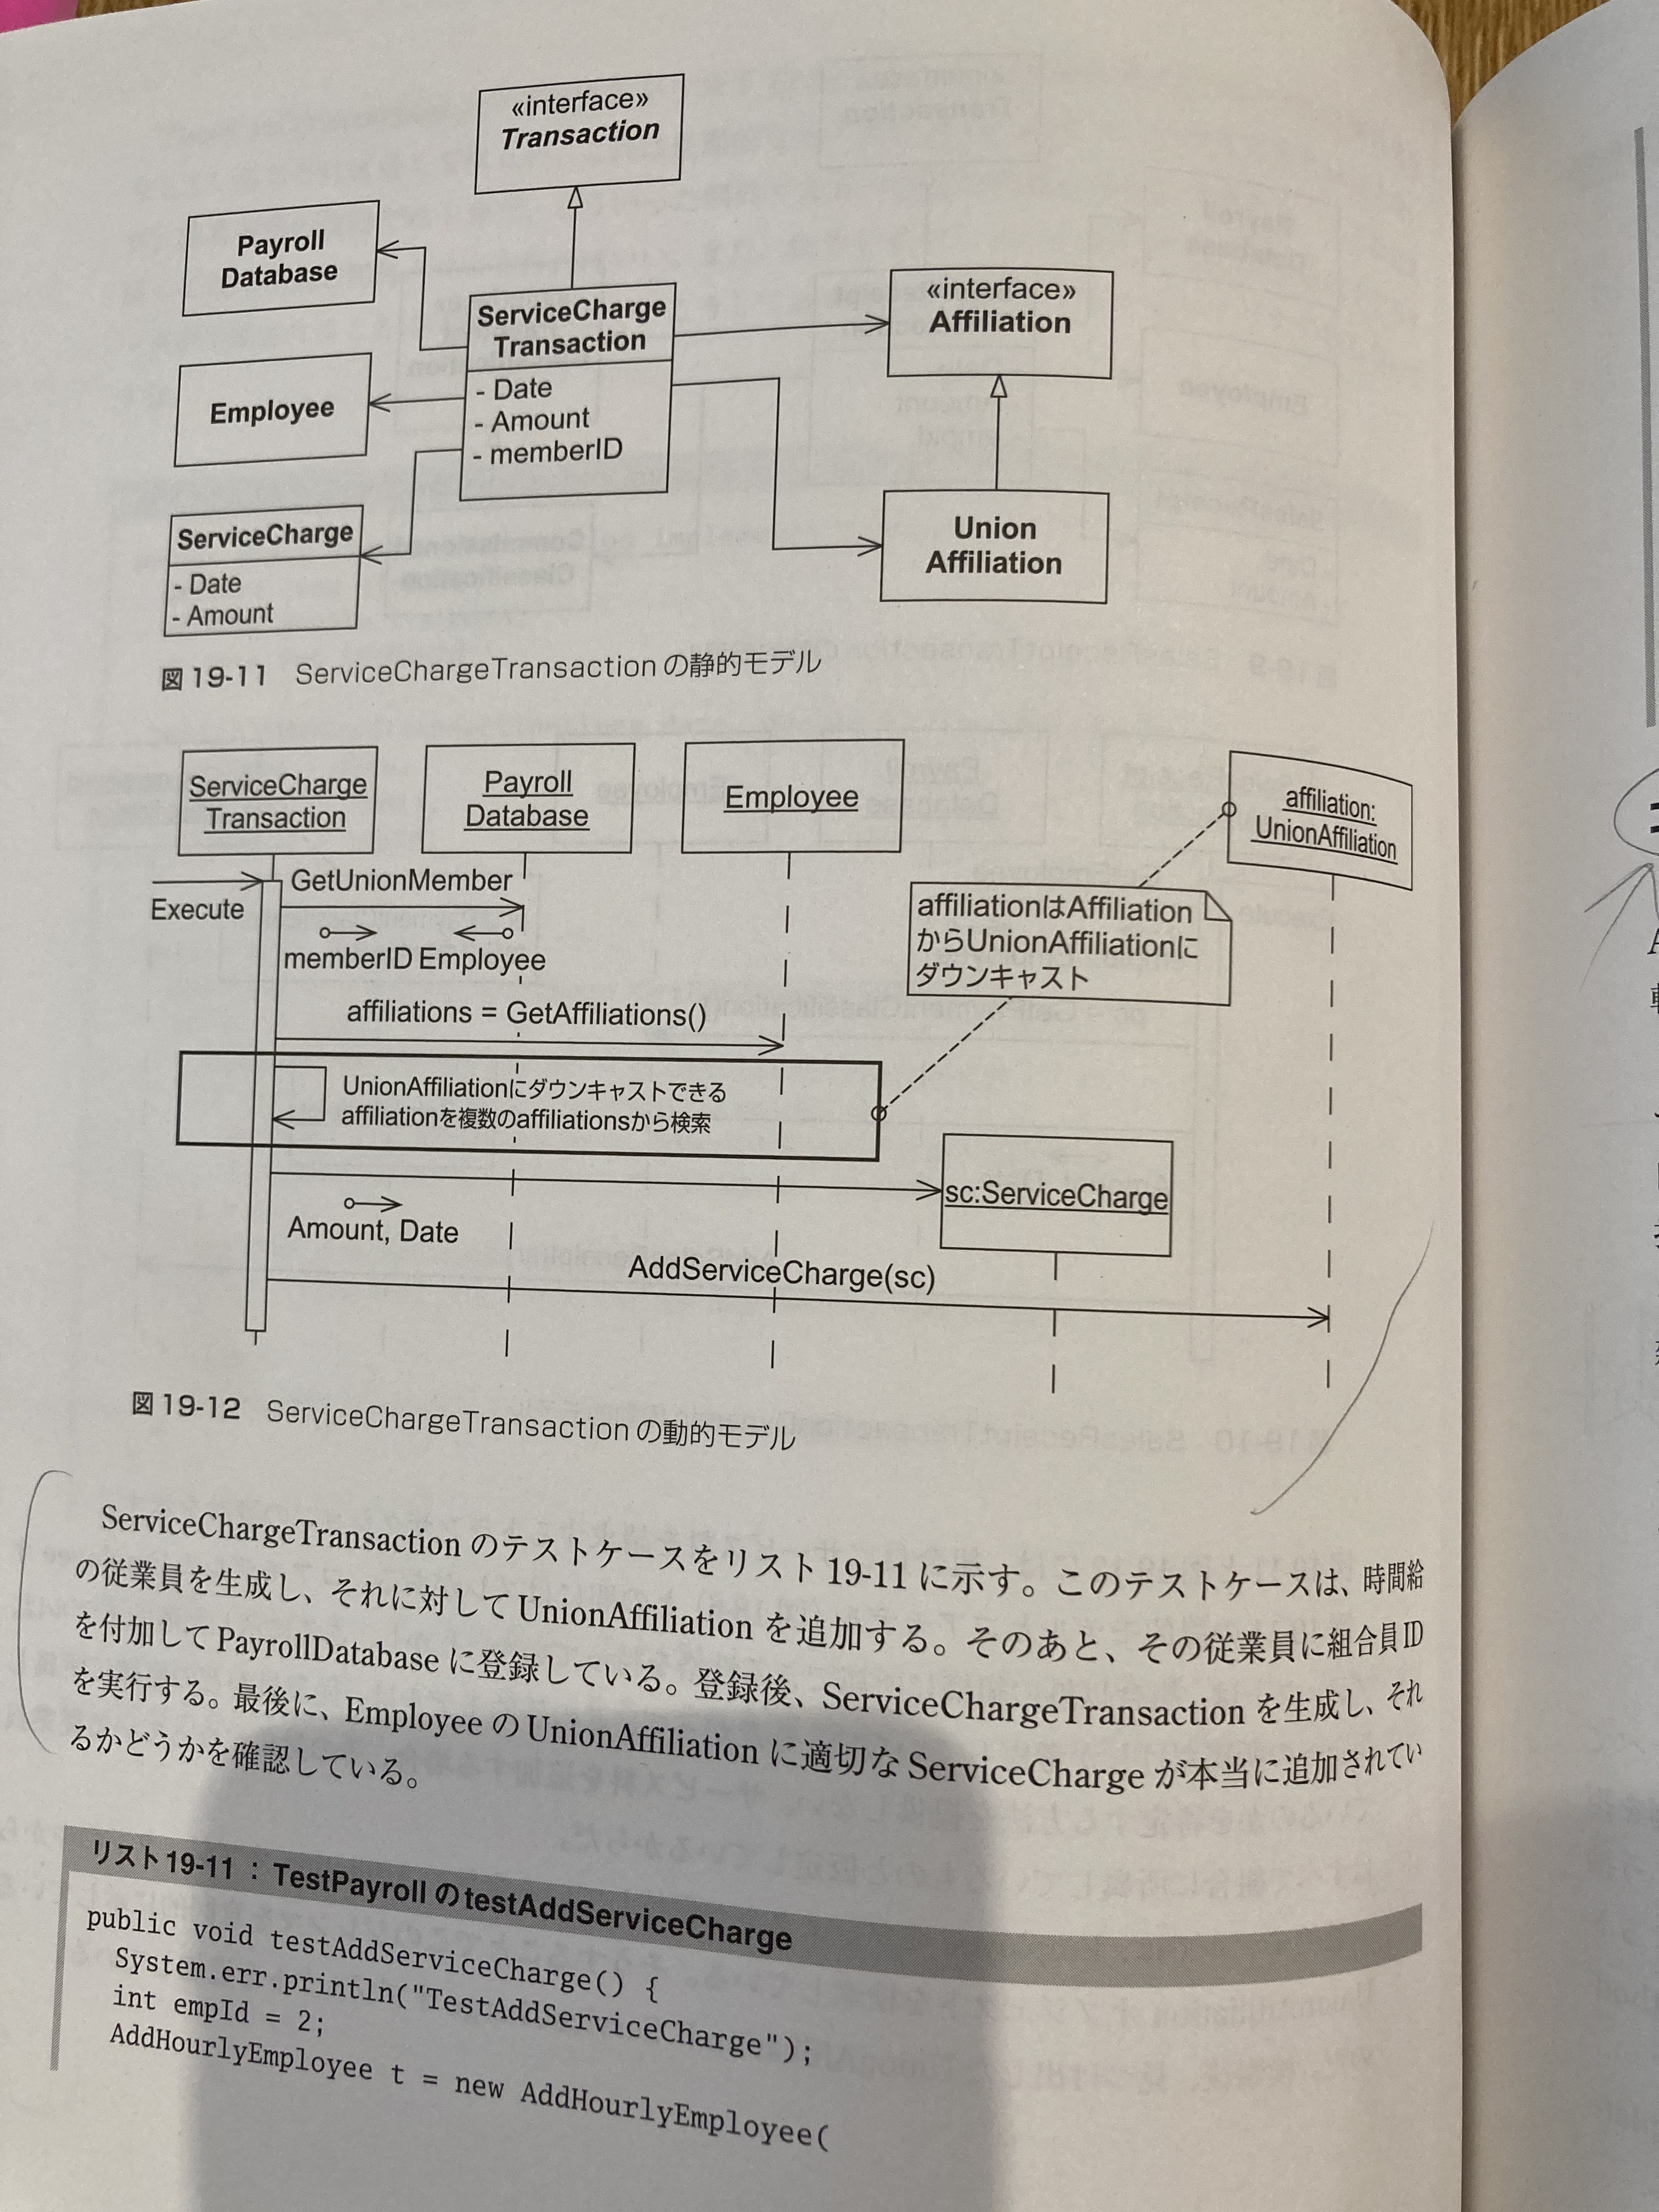 «interface»
Transaction
Payroll
Database
ServiceCharge
Transaction
- Date
- Amount
- memberID
«interface»
Affiliation
Employee
ServiceCharge
- Date
- Amount
Union
Affiliation
図 19-11 ServiceChargeTransaction の静的モデル
ServiceCharge
Transaction
Payroll
Database
Employee
affiliation:
UnionAffiliation
Execute
GetUnionMember
memberID Employee
affiliations = GetAffiliations()
affiliationはAffiliation
からUnionAffiliationに
ダウンキャスト
UnionAffiliationにダウンキャストできる
affiliationを複数のaffiliationsから検索
Amount, Date
sc:ServiceCharge
AddServiceCharge(sc)
図 19-12 ServiceChargeTransaction の動的モデル
ServiceChargeTransaction のテストケースをリスト 19-11 に示す。このテストケースは、時間給
の従業員を生成し、それに対して UnionAffiliation を追加する。そのあと、その従業員に組合員 ID
を付加して PayrollDatabase に登録している。登録後、ServiceChargeTransaction を生成し、それ
を実行する。最後に、Employee の UnionAffiliation に適切な ServiceCharge が本当に追加されてい
るかどうかを確認している。
リスト19-11：TestPayroll の testAddServiceCharge
public void testAddServiceCharge() {
System.err.println("TestAddServiceCharge");
int empId = 2;
AddHourlyEmployee t = new AddHourlyEmployee(